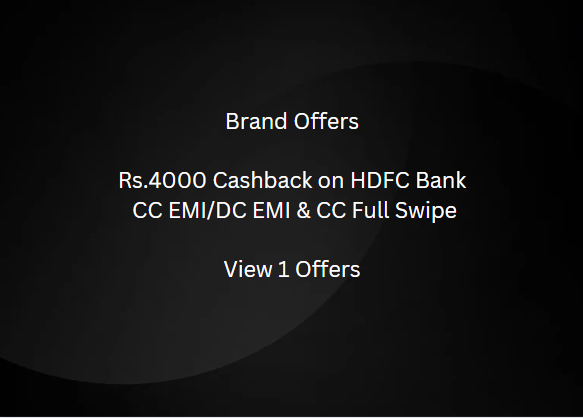 Brand Offers
Rs.4000 Cashback on HDFC Bank
CC EMI/DC EMI & CC Full Swipe
View 1 Offers